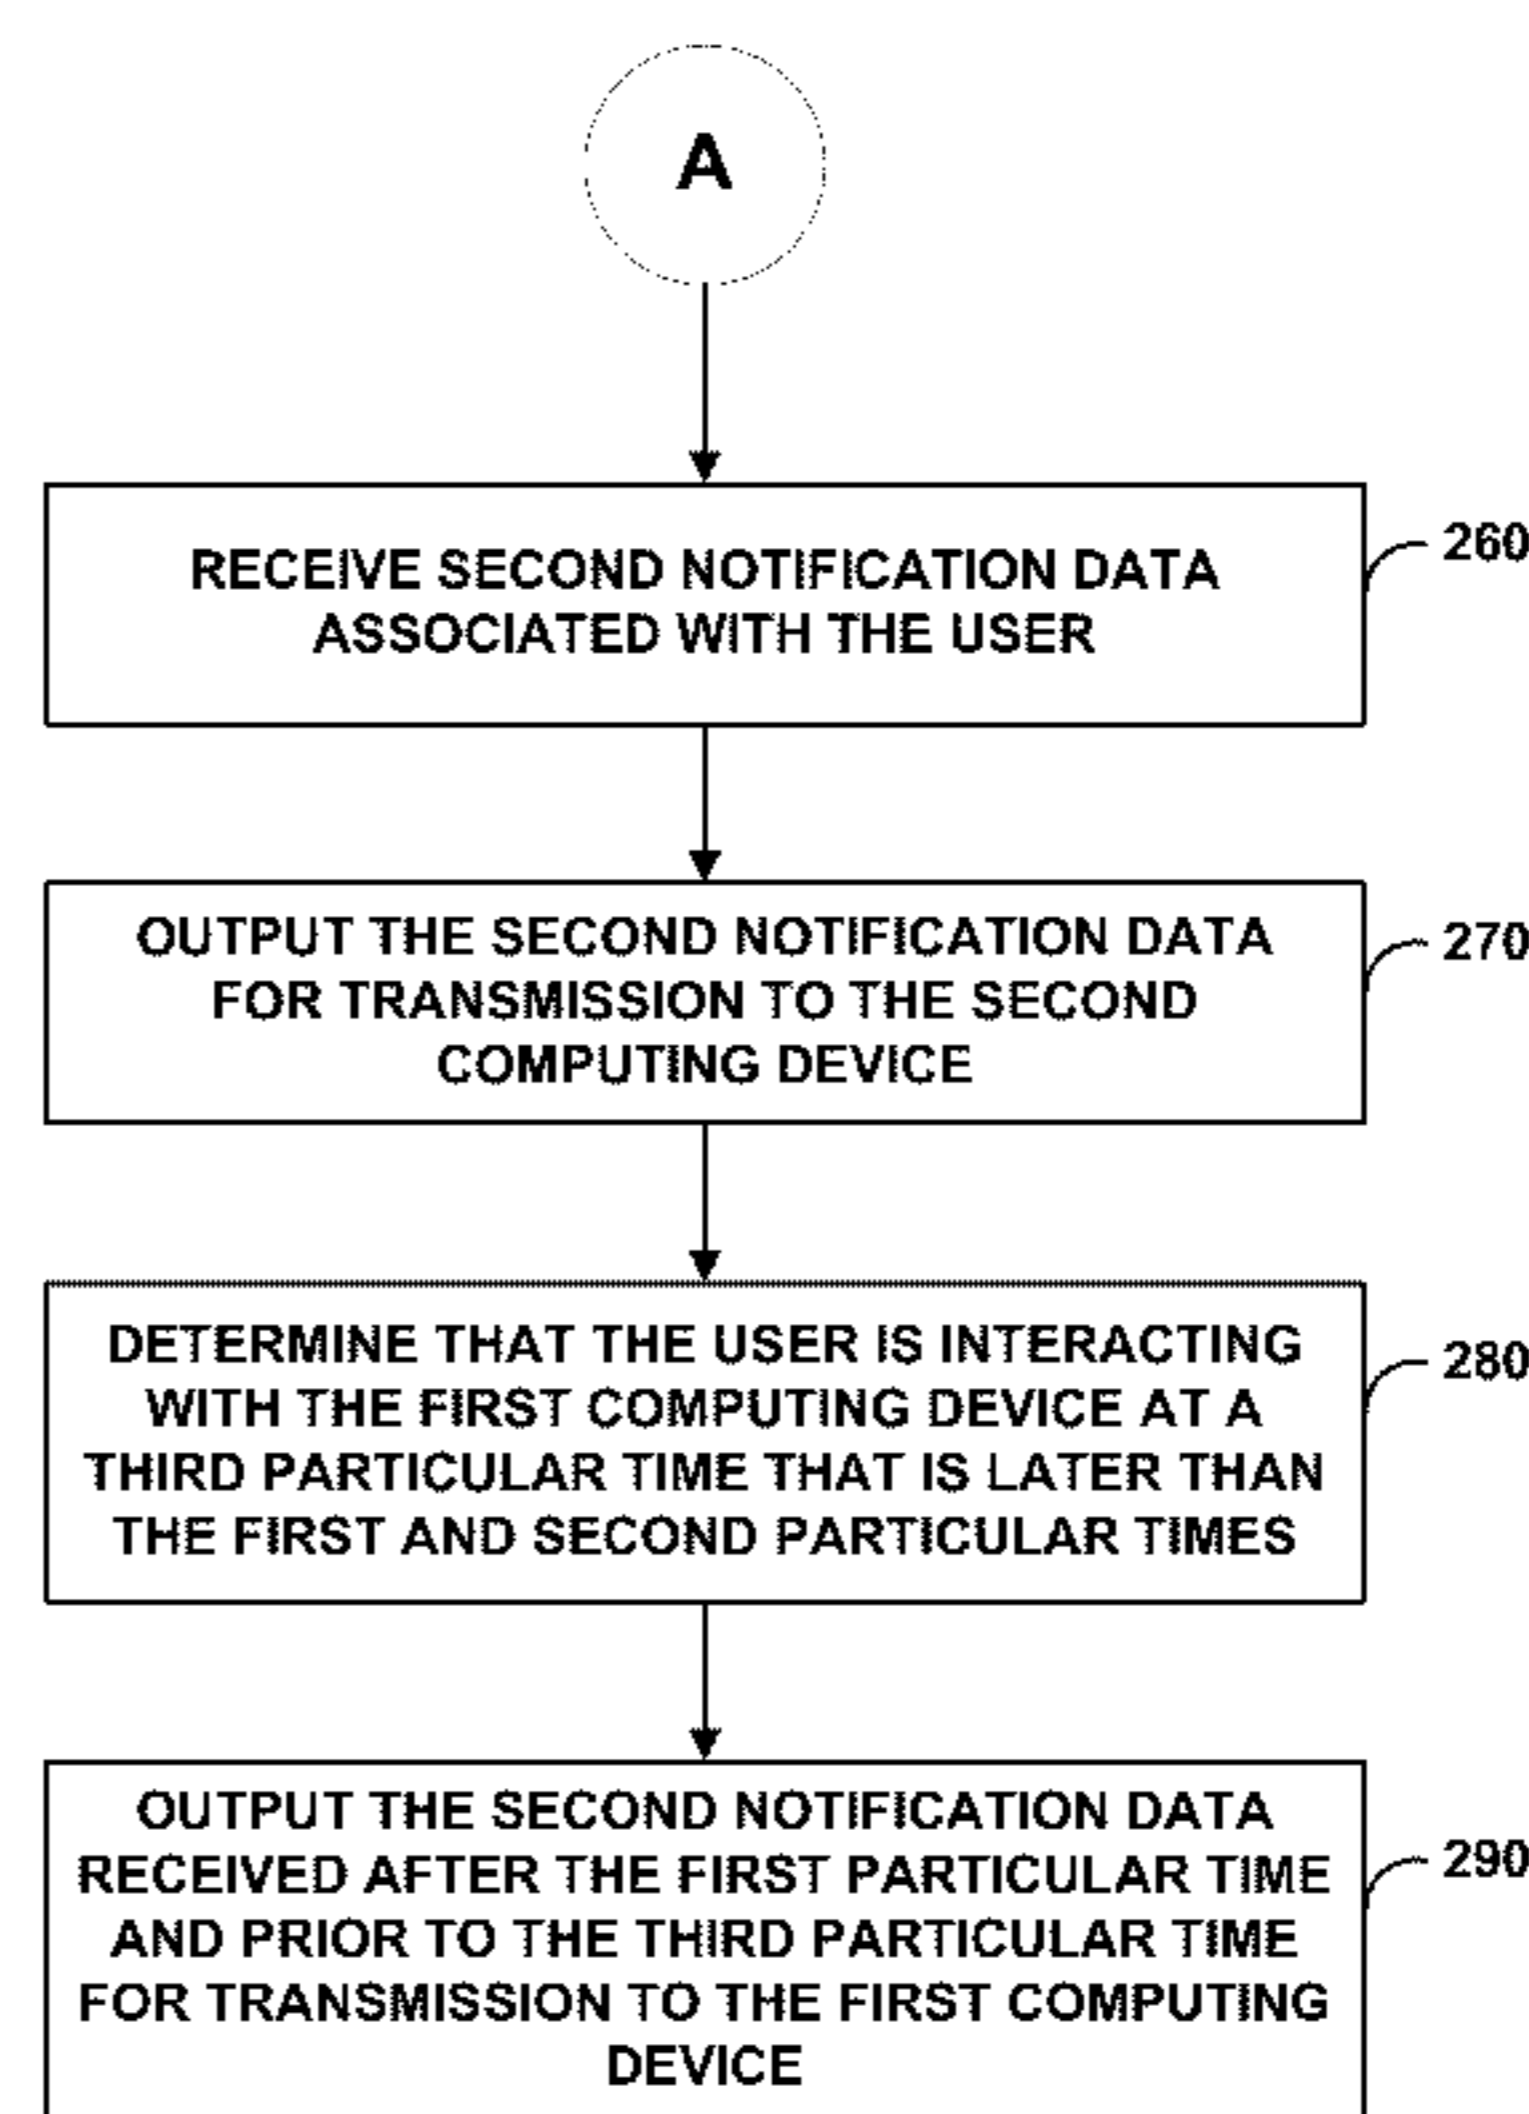 A
RECEIVE SECOND NOTIFICATION DATA
ASSOCIATED WITH THE USER
260
OUTPUT THE SECOND NOTIFICATION DATA
FOR TRANSMISSION TO THE SECOND
COMPUTING DEVICE
270
DETERMINE THAT THE USER IS INTERACTING
WITH THE FIRST COMPUTING DEVICE AT A
THIRD PARTICULAR TIME THAT IS LATER THAN
THE FIRST AND SECOND PARTICULAR TIMES
280
OUTPUT THE SECOND NOTIFICATION DATA
RECEIVED AFTER THE FIRST PARTICULAR TIME
AND PRIOR TO THE THIRD PARTICULAR TIME
FOR TRANSMISSION TO THE FIRST COMPUTING
DEVICE
290